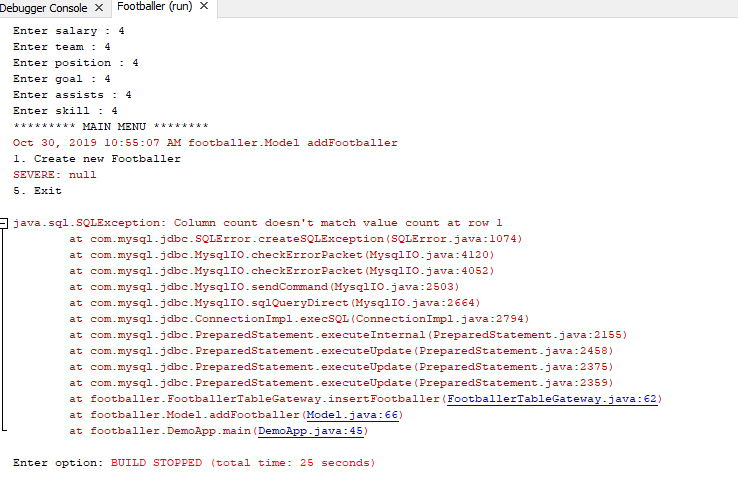 Debugger Console × Footballer (run) ×
Enter salary : 4
Enter team : 4
Enter position : 4
Enter goal : 4
Enter assists : 4
Enter skill : 4
********* MAIN MENU ********
Oct 30, 2019 10:55:07 AM footballer.Model addFootballer
1. Create new Footballer
SEVERE: null
5. Exit
java.sql.SQLException: Column count doesn't match value count at row 1
at com.mysql.jdbc.SQLError.createSQLException(SQLError.java:1074)
at com.mysql.jdbc.MysqlIO.checkErrorPacket(MysqlIO.java:4120)
at com.mysql.jdbc.MysqlIO.checkErrorPacket(MysqlIO.java:4052)
at com.mysql.jdbc.MysqlIO.sendCommand(MysqlIO.java:2503)
at com.mysql.jdbc.MysqlIO.sqlQueryDirect(MysqlIO.java:2664)
at com.mysql.jdbc.ConnectionImpl.execSQL(ConnectionImpl.java:2794)
at com.mysql.jdbc.PreparedStatement.executeInternal(PreparedStatement.java:2155)
at com.mysql.jdbc.PreparedStatement.executeUpdate(PreparedStatement.java:2458)
at com.mysql.jdbc.PreparedStatement.executeUpdate(PreparedStatement.java:2375)
at com.mysql.jdbc.PreparedStatement.executeUpdate(PreparedStatement.java:2359)
at footballer.FootballerTableGateway.insertFootballer(FootballerTableGateway.java:62)
at footballer.Model.addFootballer(Model.java:66)
at footballer.DemoApp.main(DemoApp.java:45)
Enter option: BUILD STOPPED (total time: 25 seconds)